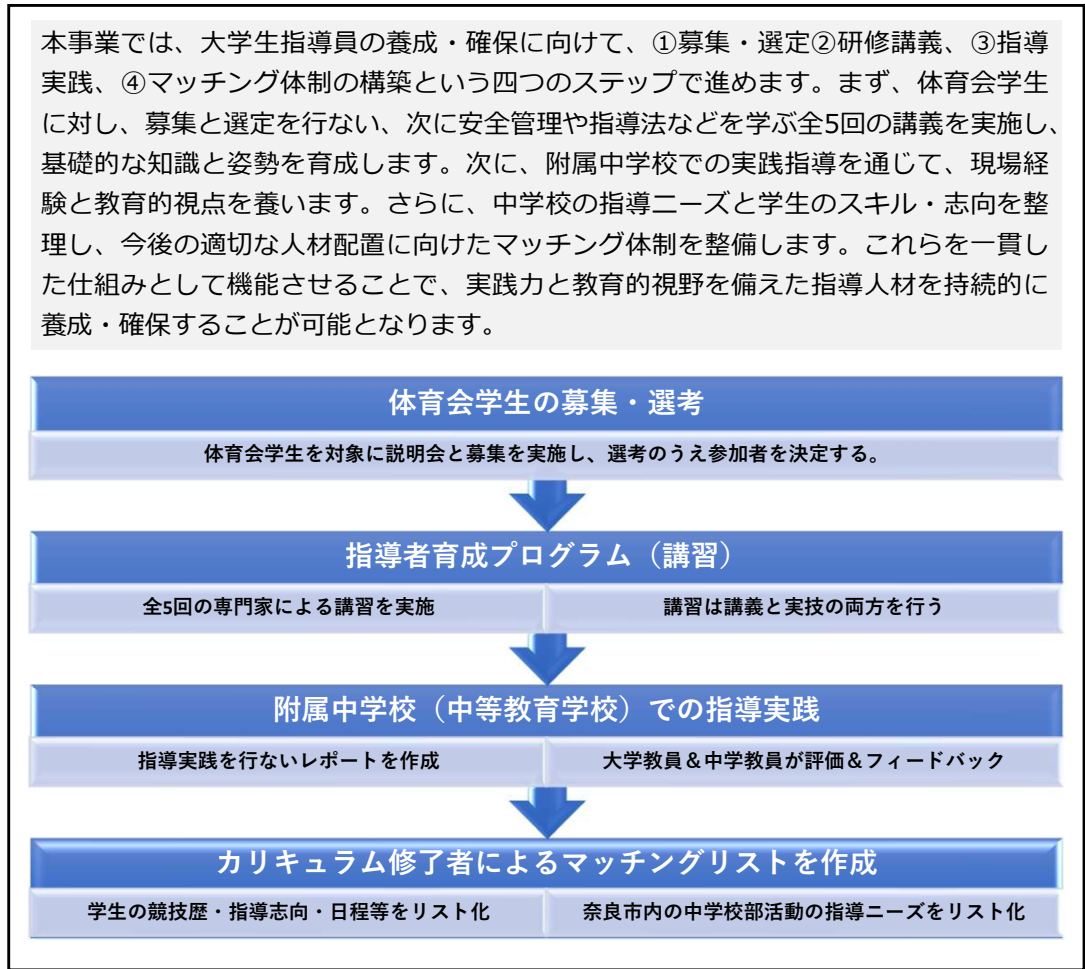 本事業では、大学生指導員の養成・確保に向けて、①募集・選定②研修講義、③指導
実践、④マッチング体制の構築という四つのステップで進めます。まず、体育会学生
に対し、募集と選定を行ない、次に安全管理や指導法などを学ぶ全5回の講義を実施し、
基礎的な知識と姿勢を育成します。次に、附属中学校での実践指導を通じて、現場経
験と教育的視点を養います。さらに、中学校の指導ニーズと学生のスキル・志向を整
理し、今後の適切な人材配置に向けたマッチング体制を整備します。これらを一貫し
た仕組みとして機能させることで、実践力と教育的視野を備えた指導人材を持続的に
養成・確保することが可能となります。
体育会学生の募集・選考
体育会学生を対象に説明会と募集を実施し、選考のうえ参加者を決定する。
指導者育成プログラム（講習）
全5回の専門家による講習を実施
講習は講義と実技の両方を行う
附属中学校（中等教育学校）での指導実践
指導実践を行ないレポートを作成
大学教員＆中学教員が評価＆フィードバック
カリキュラム修了者によるマッチングリストを作成
学生の競技歴・指導志向・日程等をリスト化
奈良市内の中学校部活動の指導ニーズをリスト化